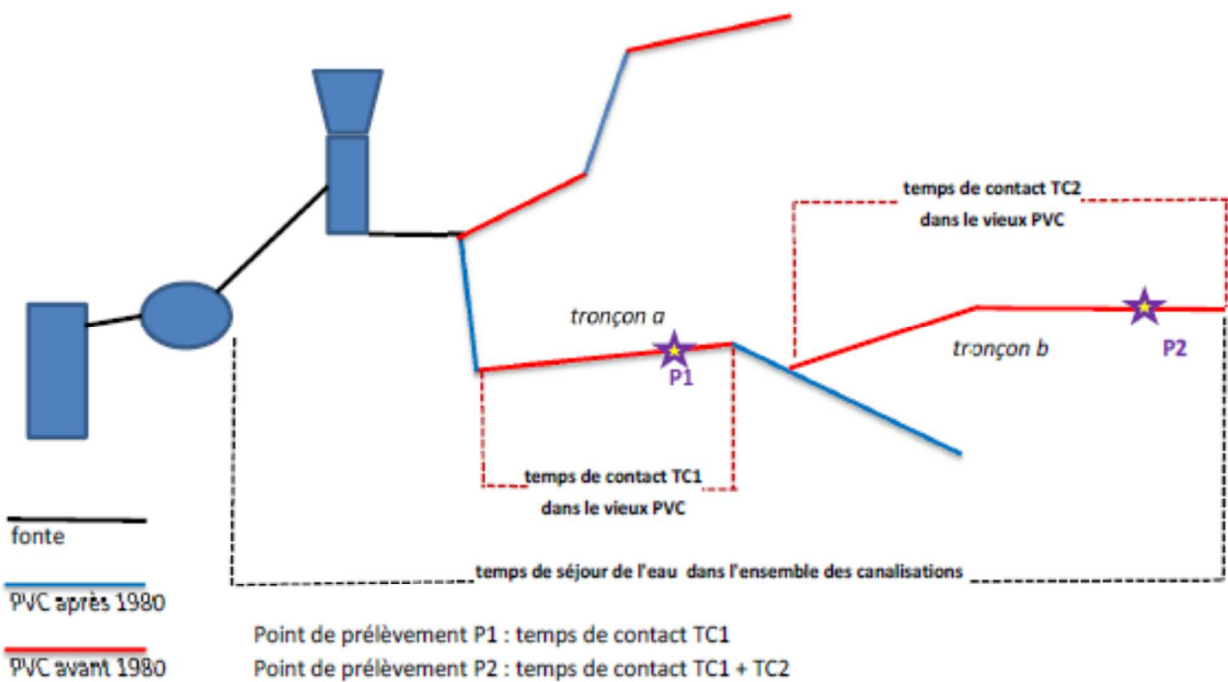 temps de contact TC2
dans le vieux PVC
tronçon a
P1
tronçon b
P2
temps de contact TC1
dans le vieux PVC
fonte
temps de séjour de l'eau dans l'ensemble des canalisations
PVC après 1980
Point de prélèvement P1 : temps de contact TC1
PVC avant 1980
Point de prélèvement P2 : temps de contact TC1 + TC2